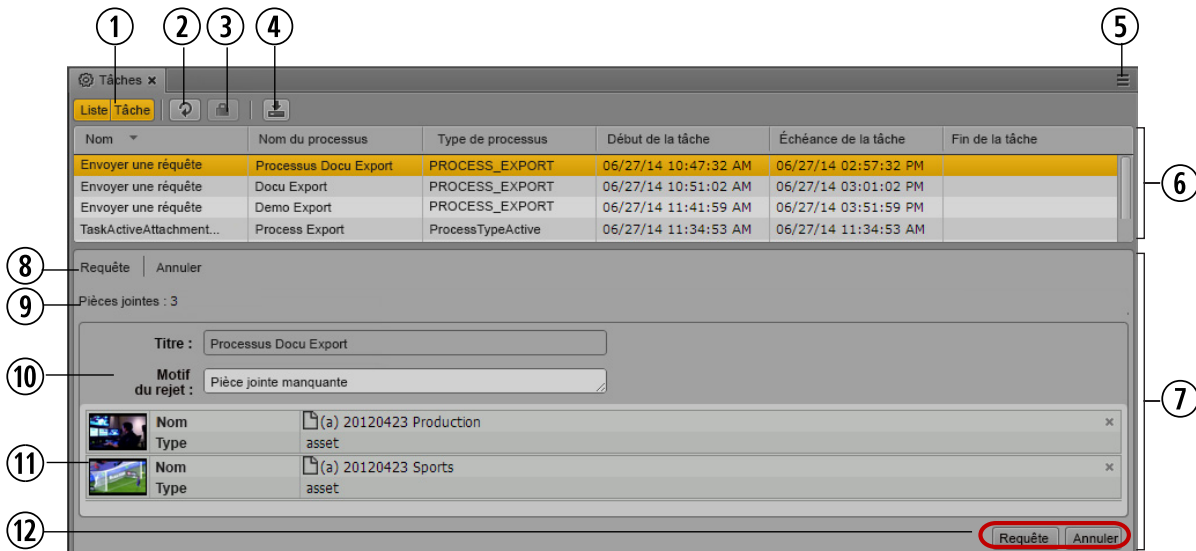 1 2 3 4 5
Tâches ×
Liste Tâche
Nom Nom du processus Type de processus Début de la tâche Échéance de la tâche Fin de la tâche
Envoyer une réquête Processus Docu Export PROCESS_EXPORT 06/27/14 10:47:32 AM 06/27/14 02:57:32 PM
Envoyer une réquête Docu Export PROCESS_EXPORT 06/27/14 10:51:02 AM 06/27/14 03:01:02 PM
6
Envoyer une réquête Demo Export PROCESS_EXPORT 06/27/14 11:41:59 AM 06/27/14 03:51:59 PM
TaskActiveAttachment... Process Export ProcessTypeActive 06/27/14 11:34:53 AM 06/27/14 11:34:53 AM
8 Requête Annuler
9 Pièces jointes : 3
Titre : Processus Docu Export
10 Motif
du rejet : Pièce jointe manquante
7
Nom (a) 20120423 Production ×
Type asset
11 Nom (a) 20120423 Sports ×
Type asset
12 Requête Annuler